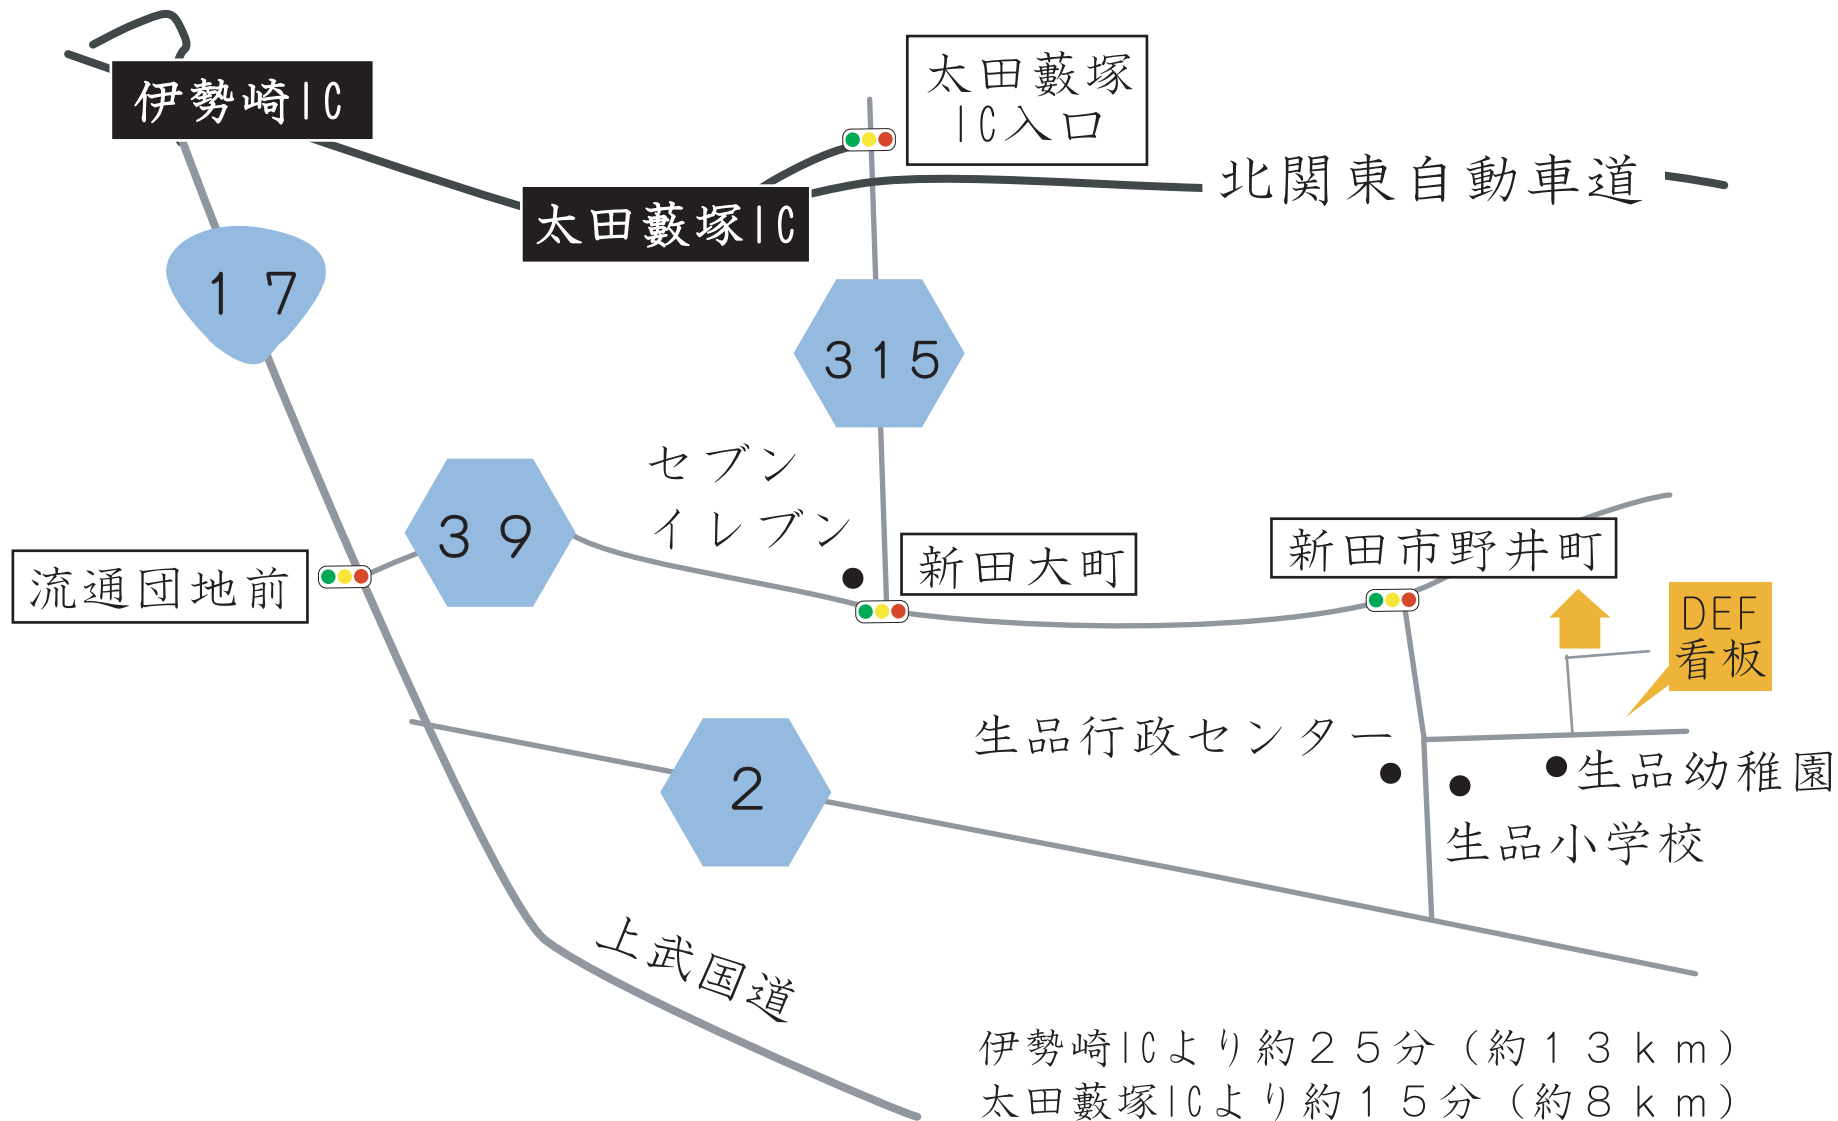 伊勢崎IC
太田藪塚
IC入口
太田藪塚IC
北関東自動車道
17
315
39
セブン
イレブン
流通団地前
新田大町
新田市野井町
DEF
看板
生品行政センター
生品幼稚園
生品小学校
2
上武国道
伊勢崎ICより約25分（約13km）
太田藪塚ICより約15分（約8km）